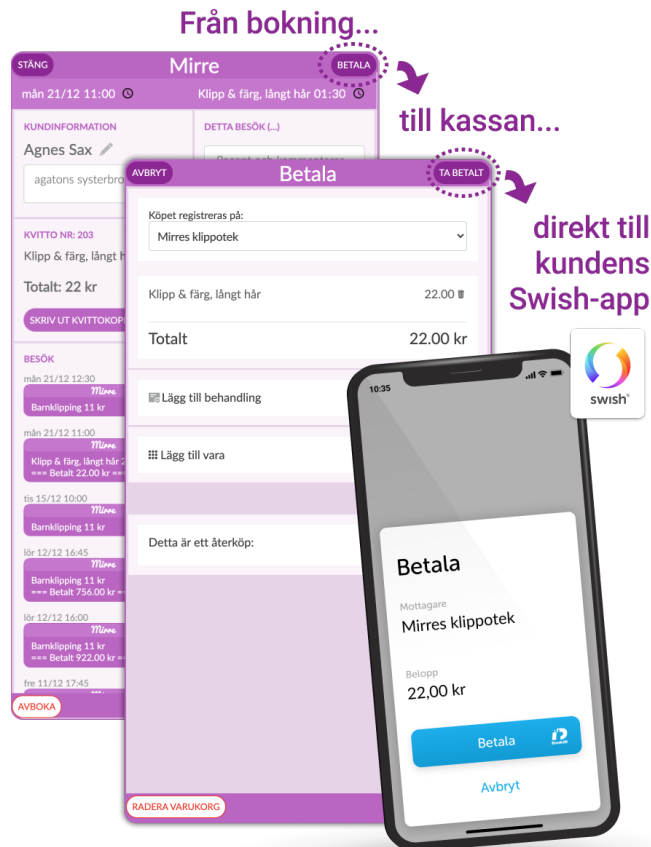 Från bokning...
STÄNG
Mirre
BETALA
mån 21/12 11:00
Klipp & färg, långt hår 01:30
till kassan...
KUNDINFORMATION
DETTA BESÖK (...)
Agnes Sax
agatons systerbro
KVITTO NR: 203
Klipp & färg, långt h
Totalt: 22 kr
SKRIV UT KVITTOKOPI
BESÖK
mån 21/12 12:30
Mirre
Barnklipping 11 kr
mån 21/12 11:00
Mirre
Klipp & färg, långt hår 2
=== Betalt 22.00 kr ===
tis 15/12 10:00
Mirre
Barnklipping 11 kr
lör 12/12 16:45
Mirre
Barnklipping 11 kr
=== Betalt 756.00 kr =
lör 12/12 16:00
Mirre
Barnklipping 11 kr
=== Betalt 922.00 kr =
fre 11/12 17:45
AVBOKA
AVBRYT
Betala
TA BETALT
direkt till
kundens
Swish-app
Köpet registreras på:
Mirres klippotek
Klipp & färg, långt hår
22.00
Totalt
22.00 kr
Lägg till behandling
Lägg till vara
Detta är ett återköp:
RADERA VARUKORG
swish®
10:35
Betala
Mottagare
Mirres klippotek
Belopp
22,00 kr
Betala
BankID
Avbryt